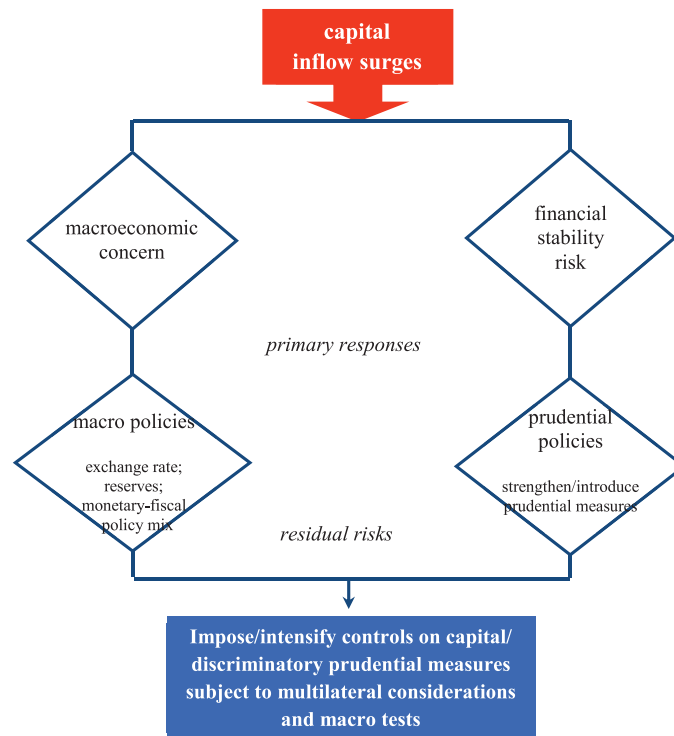 capital
inflow surges
macroeconomic
concern
financial
stability
risk
primary responses
macro policies
exchange rate;
reserves;
monetary-fiscal
policy mix
prudential
policies
strengthen/introduce
prudential measures
residual risks
Impose/intensify controls on capital/
discriminatory prudential measures
subject to multilateral considerations
and macro tests